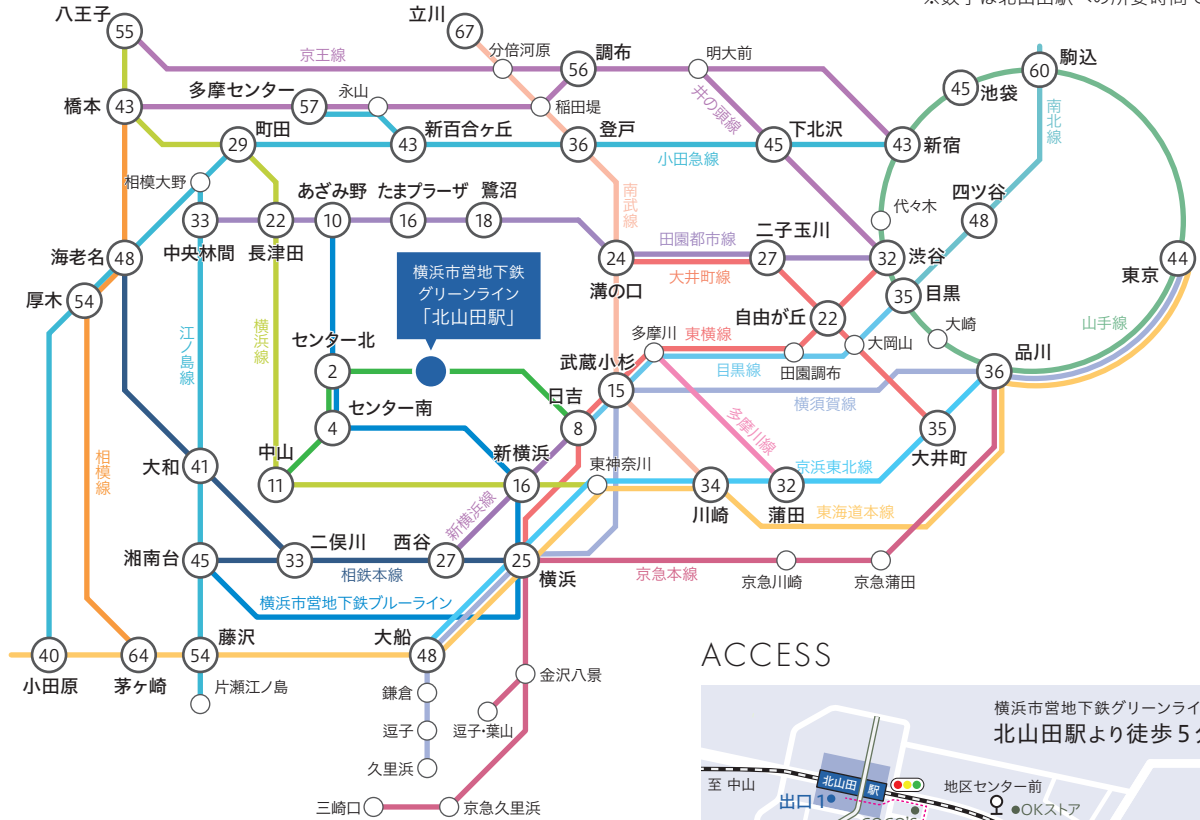 ※数字は北山田駅への所要時間で
八王子
55
立川
67
京王線
分倍河原
調布
56
明大前
駒込
60
池袋
45
橋本
43
多摩センター
57
永山
稲田堤
井の頭線
南北線
町田
29
新百合ヶ丘
43
登戸
36
小田急線
下北沢
45
新宿
43
相模大野
33
中央林間
22
長津田
あざみ野
10
たまプラーザ
16
鷺沼
18
南武線
代々木
四ツ谷
48
海老名
48
厚木
54
24
溝の口
田園都市線
大井町線
二子玉川
27
渋谷
32
目黒
35
東京
44
横浜市営地下鉄
グリーンライン
「北山田駅」
江ノ島線
横浜線
センター北
2
多摩川
東横線
目黒線
自由が丘
22
田園調布
大岡山
大崎
品川
36
山手線
武蔵小杉
15
横須賀線
センター南
4
日吉
8
多摩川線
35
大井町
中山
11
新横浜
16
東神奈川
34
川崎
32
蒲田
京浜東北線
東海道本線
大和
41
相模線
新横浜線
湘南台
45
二俣川
33
西谷
27
相鉄本線
25
横浜
京急本線
京急川崎
京急蒲田
横浜市営地下鉄ブルーライン
40
小田原
64
茅ヶ崎
藤沢
54
片瀬江ノ島
大船
48
鎌倉
逗子
久里浜
金沢八景
逗子・葉山
三崎口
京急久里浜
ACCESS
横浜市営地下鉄グリーンライ
北山田駅より徒歩5分
至 中山
北山田 駅
出口1
地区センター前
OKストア